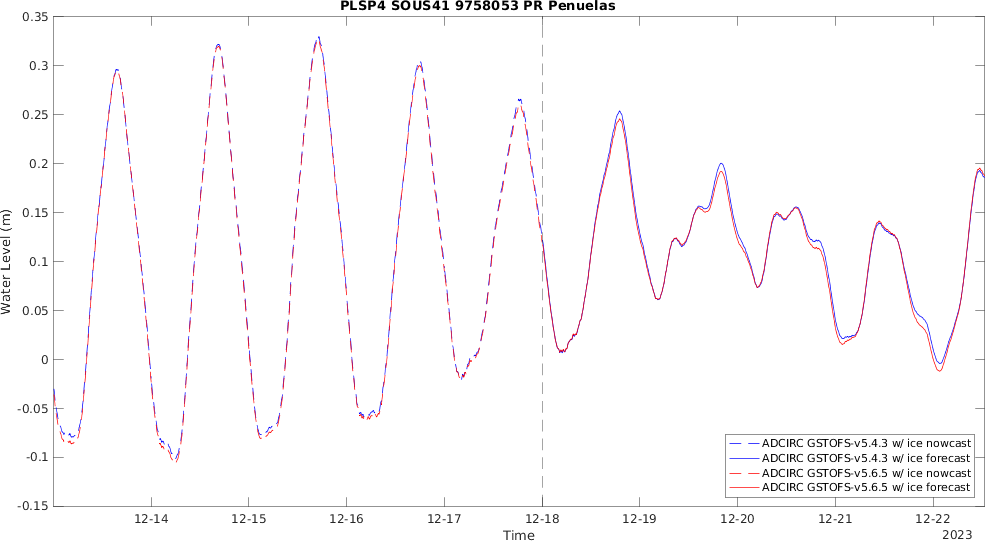 PLSP4 SOUS41 9758053 PR Penuelas
0.35
0.3
0.25
0.2
0.15
0.1
0.05
0
-0.05
-0.1
-0.15
Water Level (m)
ADCIRC GSTOFS-v5.4.3 w/ ice nowcast
ADCIRC GSTOFS-v5.4.3 w/ ice forecast
ADCIRC GSTOFS-v5.6.5 w/ ice nowcast
ADCIRC GSTOFS-v5.6.5 w/ ice forecast
12-14 12-15 12-16 12-17 12-18 12-19 12-20 12-21 12-22
Time
2023